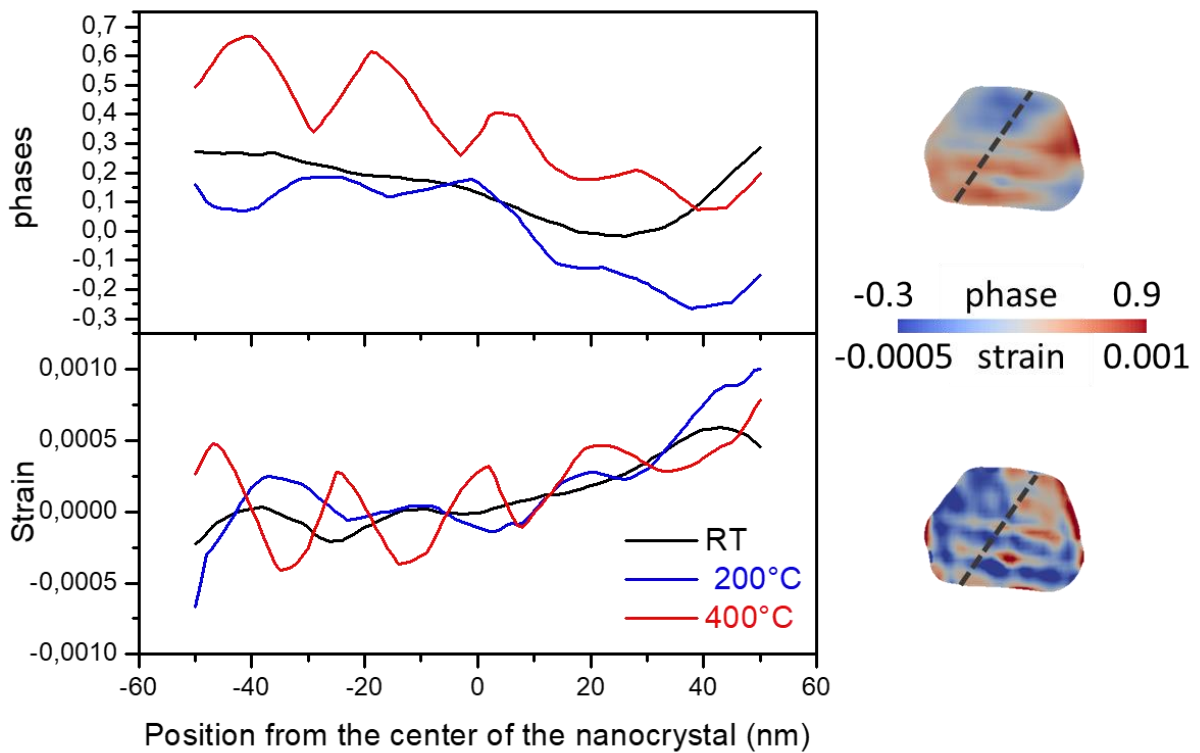 phases
0,7
0,6
0,5
0,4
0,3
0,2
0,1
0,0
-0,1
-0,2
-0,3
Strain
0,0010
0,0005
0,0000
-0,0005
-0,0010
RT
200°C
400°C
-60 -40 -20 0 20 40 60
Position from the center of the nanocrystal (nm)
-0.3 phase 0.9
-0.0005 strain 0.001